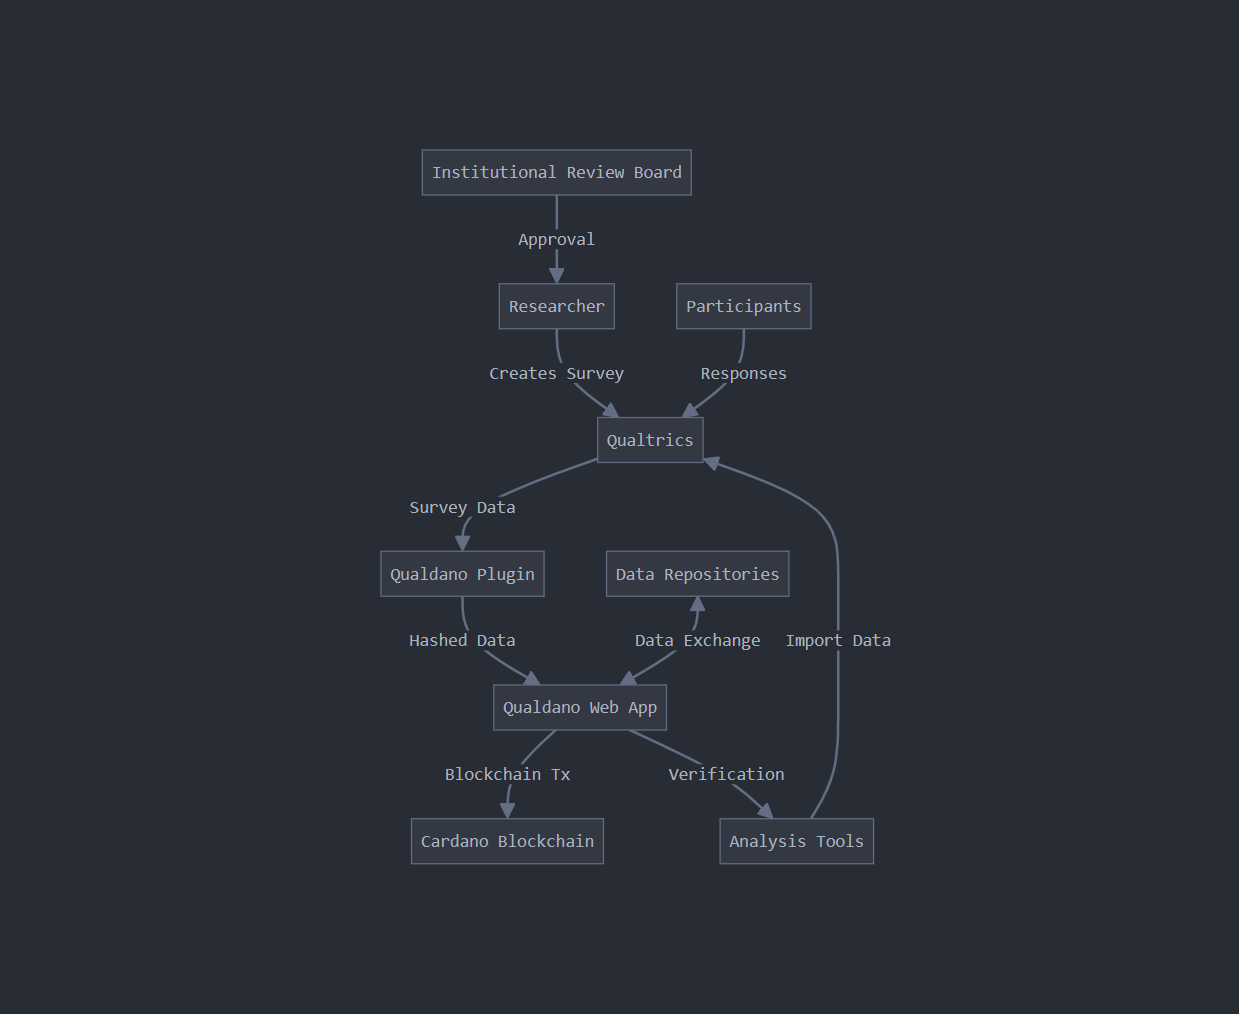 Institutional Review Board
Approval
Researcher
Participants
Creates Survey
Responses
Qualtrics
Survey Data
Qualdano Plugin
Data Repositories
Hashed Data
Data Exchange
Import Data
Qualdano Web App
Blockchain Tx
Verification
Cardano Blockchain
Analysis Tools